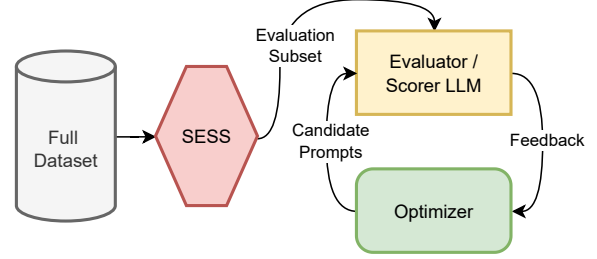 Full
Dataset
SESS
Evaluation
Subset
Evaluator /
Scorer LLM
Candidate
Prompts
Feedback
Optimizer